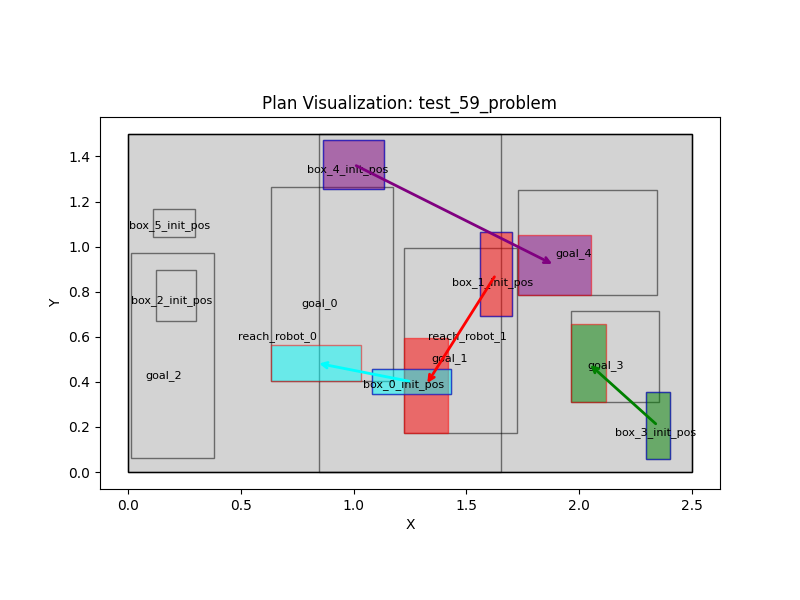 Plan Visualization: test_59_problem
Y
1.4
1.2
1.0
0.8
0.6
0.4
0.2
0.0
box_4_init_pos
box_5_init_pos
goal_4
box_1_init_pos
box_2_init_pos
goal_0
reach_robot_0
reach_robot_1
goal_1
goal_3
goal_2
box_0_init_pos
box_3_init_pos
0.0
0.5
1.0
1.5
2.0
2.5
X